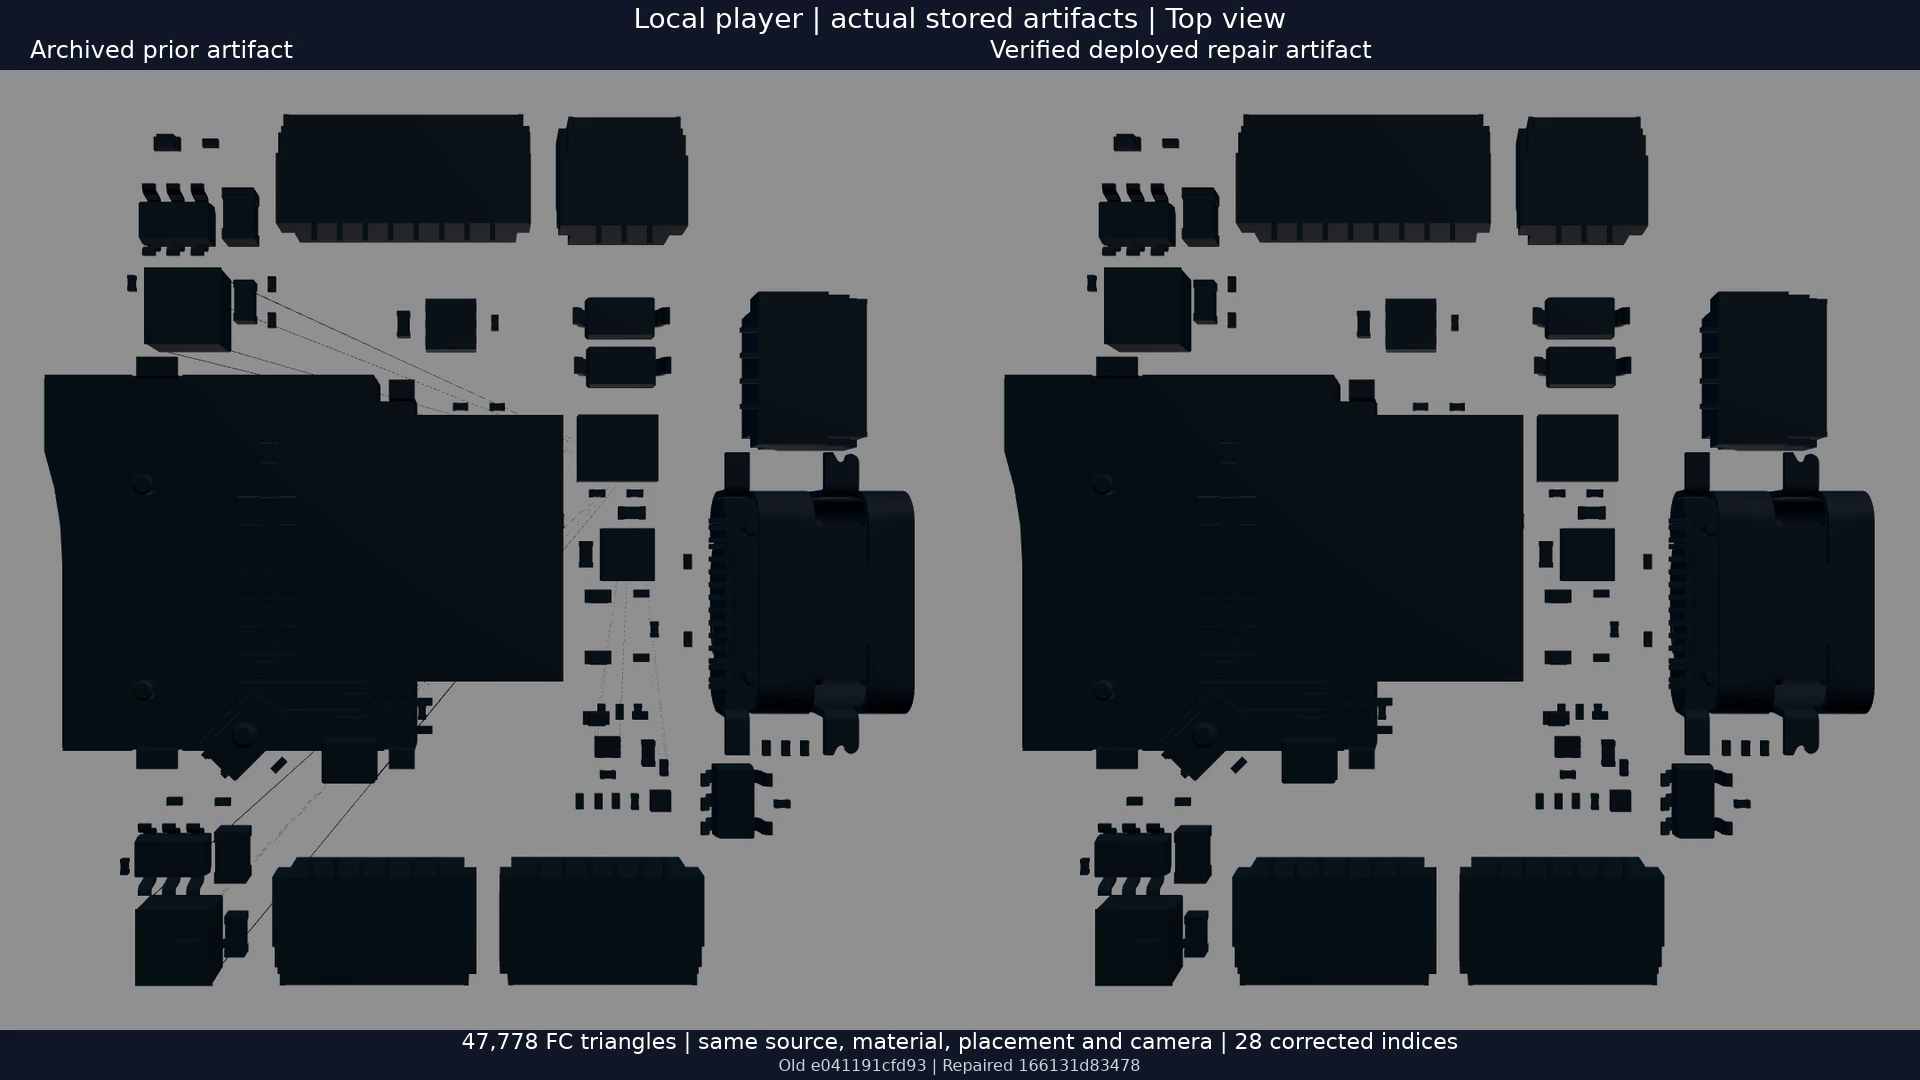 Local player | actual stored artifacts | Top view
Archived prior artifact
Verified deployed repair artifact
47,778 FC triangles | same source, material, placement and camera | 28 corrected indices
Old e041191cfd93 | Repaired 166131d83478